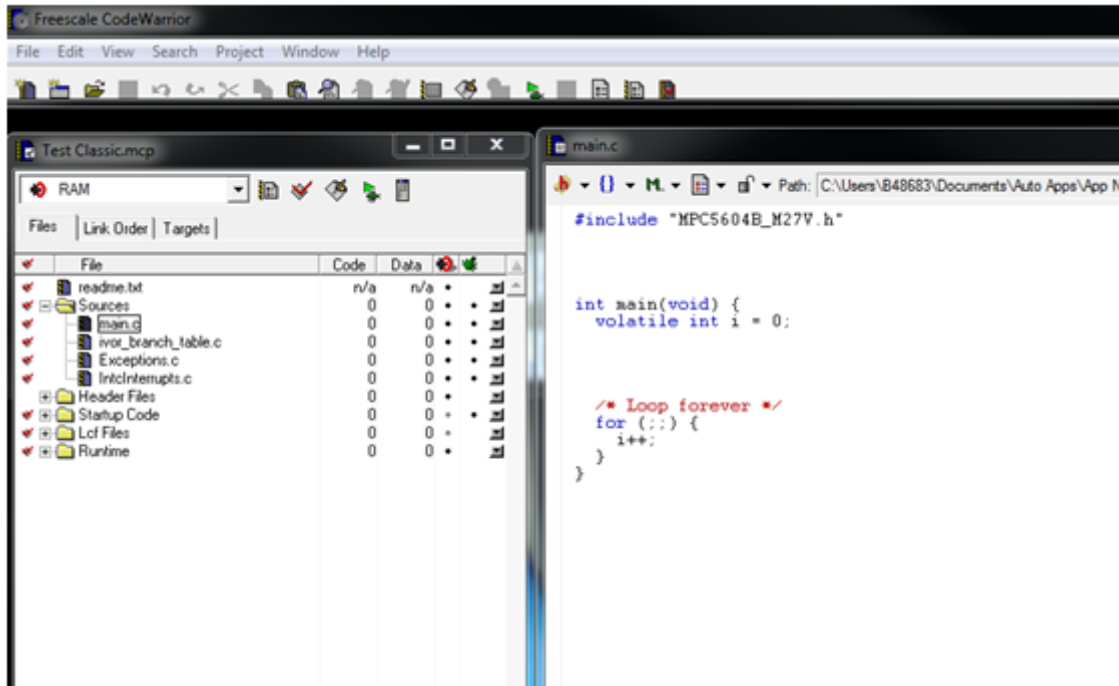 Freescale CodeWarrior
File Edit View Search Project Window Help
Test Classic.mcp
RAM
Files Link Order Targets
File Code Data
readme.txt n/a n/a
Sources 0 0
main.c 0 0
ivor_branch_table.c 0 0
Exceptions.c 0 0
IntcInterrupts.c 0 0
Header Files 0 0
Startup Code 0 0
Lcf Files 0 0
Runtime 0 0
main.c
{} M. Path: C:\Users\B48683\Documents\Auto Apps\App N
#include "MPC5604B_M27V.h"
int main(void) {
volatile int i = 0;
/* Loop forever */
for (;;) {
i++;
}
}